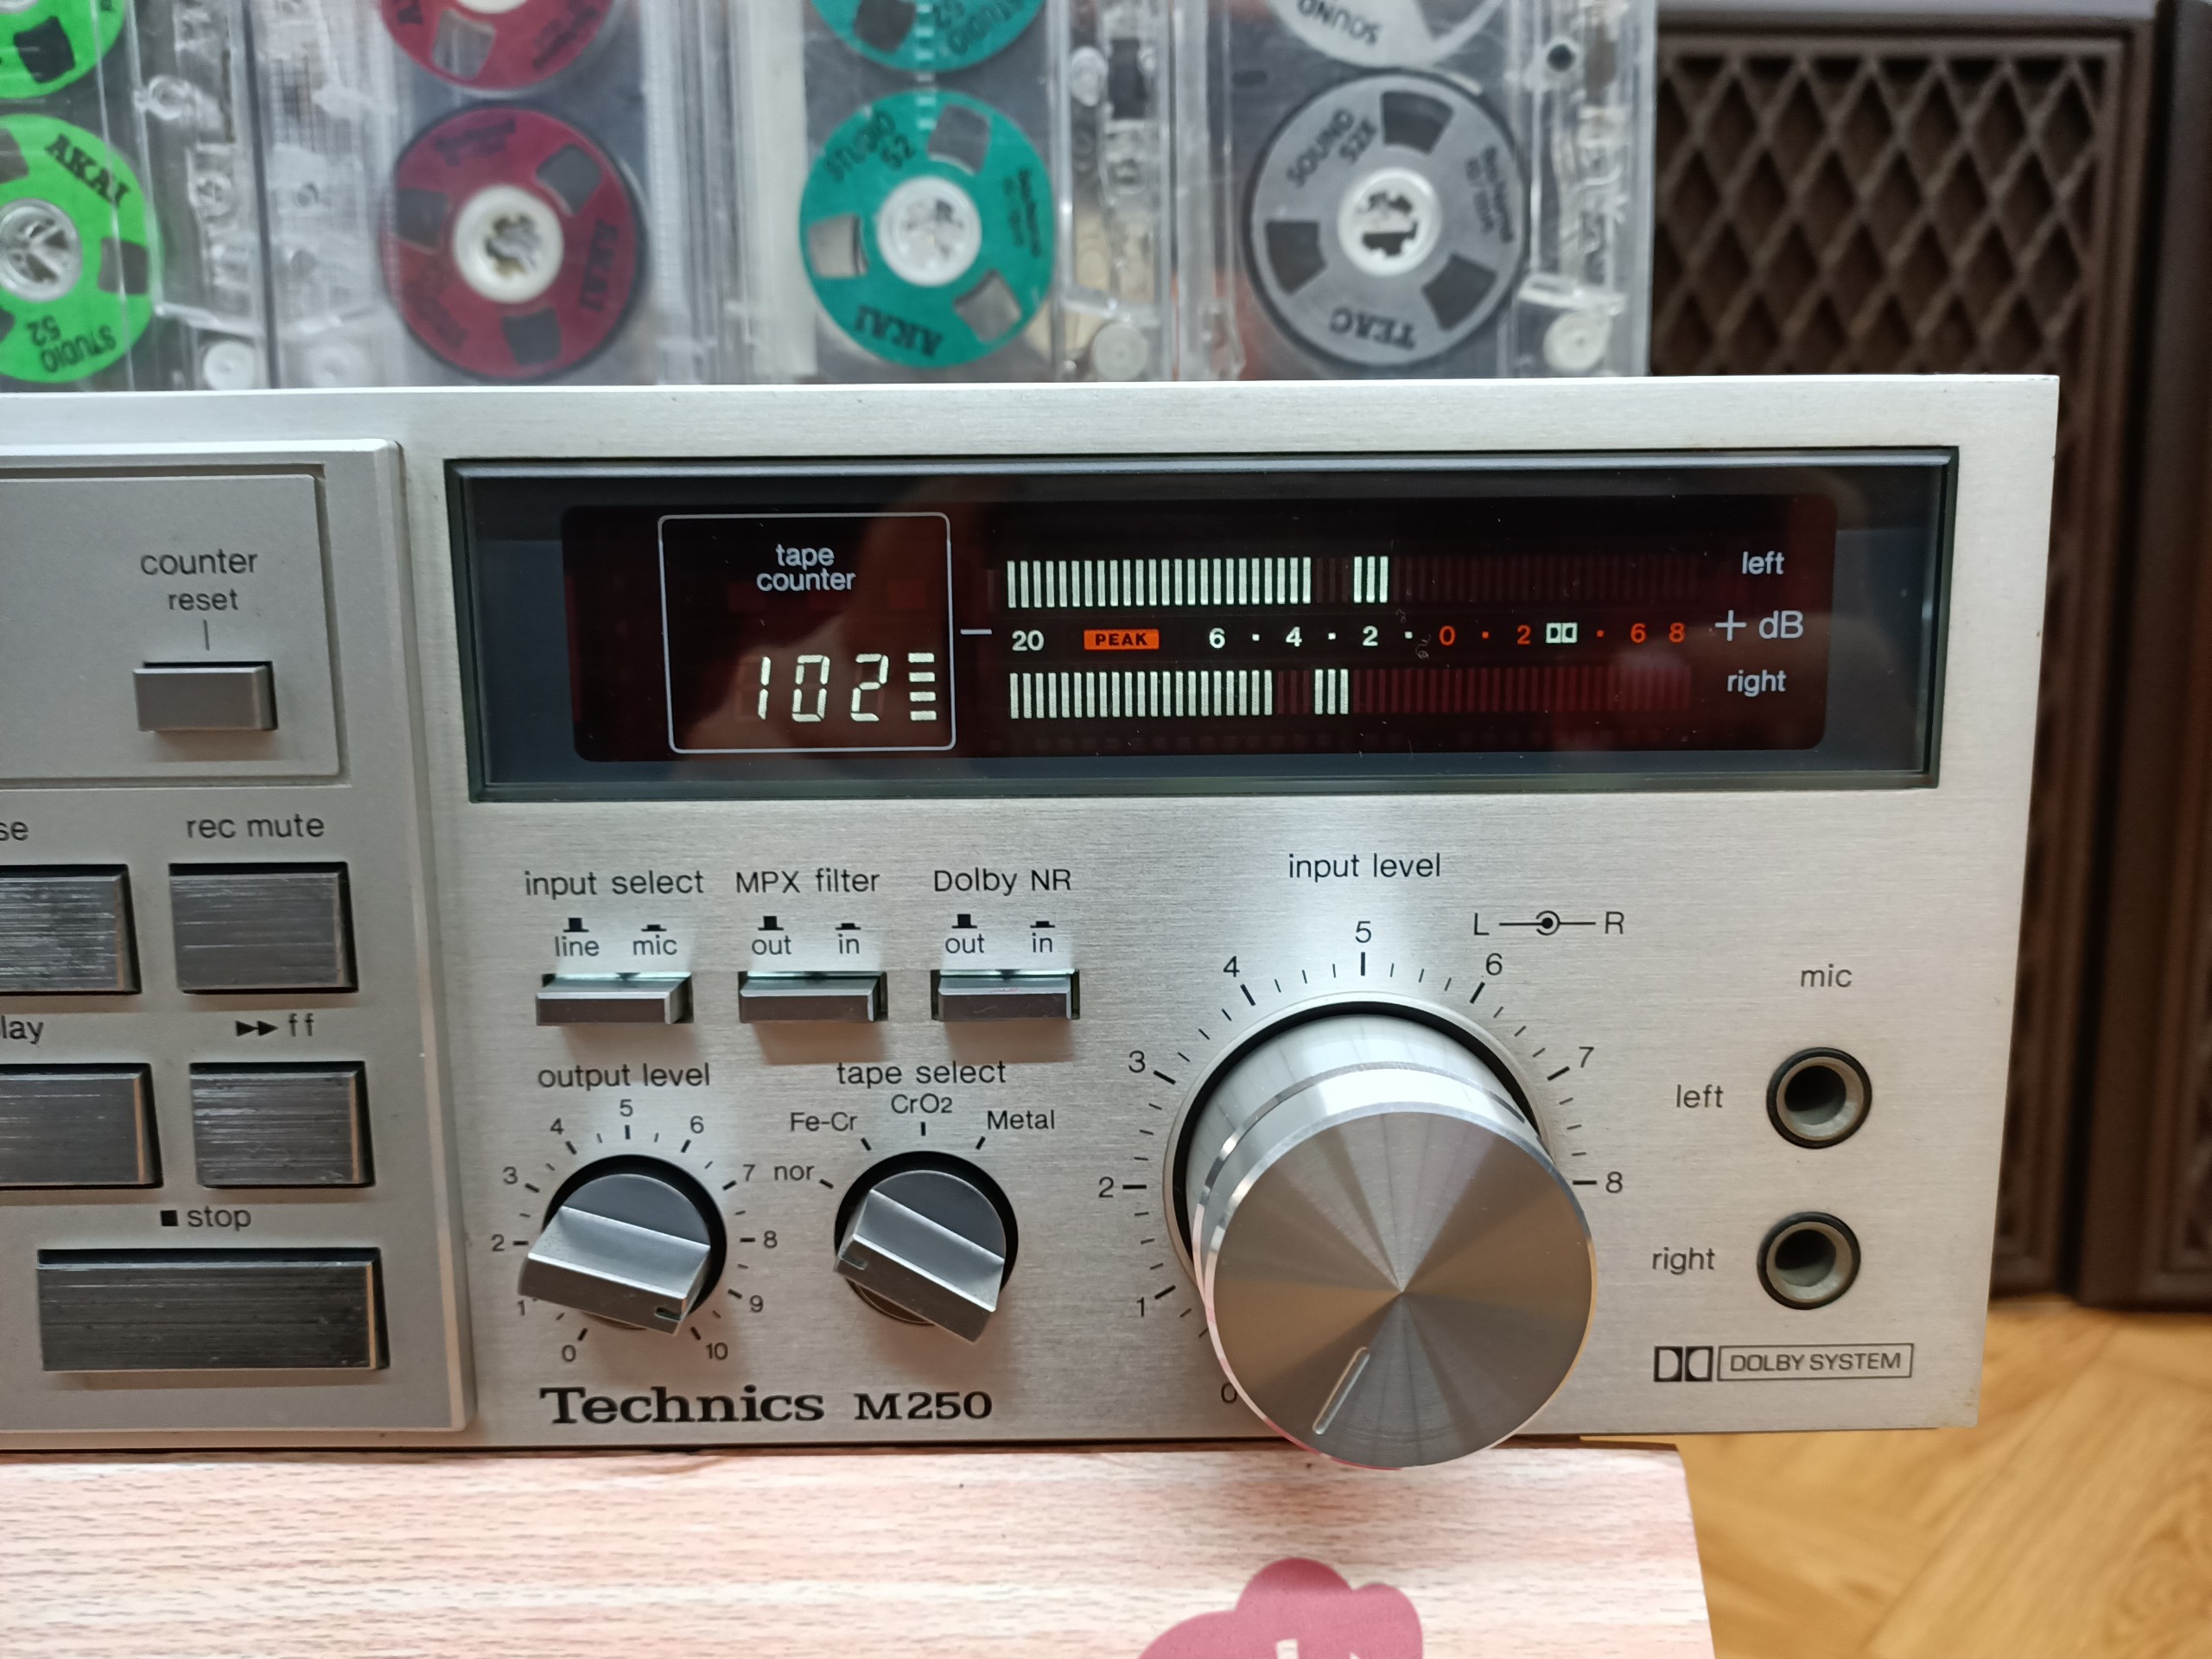 AKAI
STUDIO
52
AKAI
STUDIO
52
AKAI
SOUND
SOUND
52X
TEAC
counter
reset
tape
counter
102
left
20 PEAK 6 · 4 · 2 · 0 · 2 · 6 8 + dB
right
se
rec mute
lay
▶▶ ff
■ stop
input select
line mic
MPX filter
out in
Dolby NR
out in
input level
L R
0 1 2 3 4 5 6 7 8
output level
0 1 2 3 4 5 6 7 8 9 10
tape select
nor Fe-Cr CrO2 Metal
mic
left
right
Technics M250
DOLBY SYSTEM